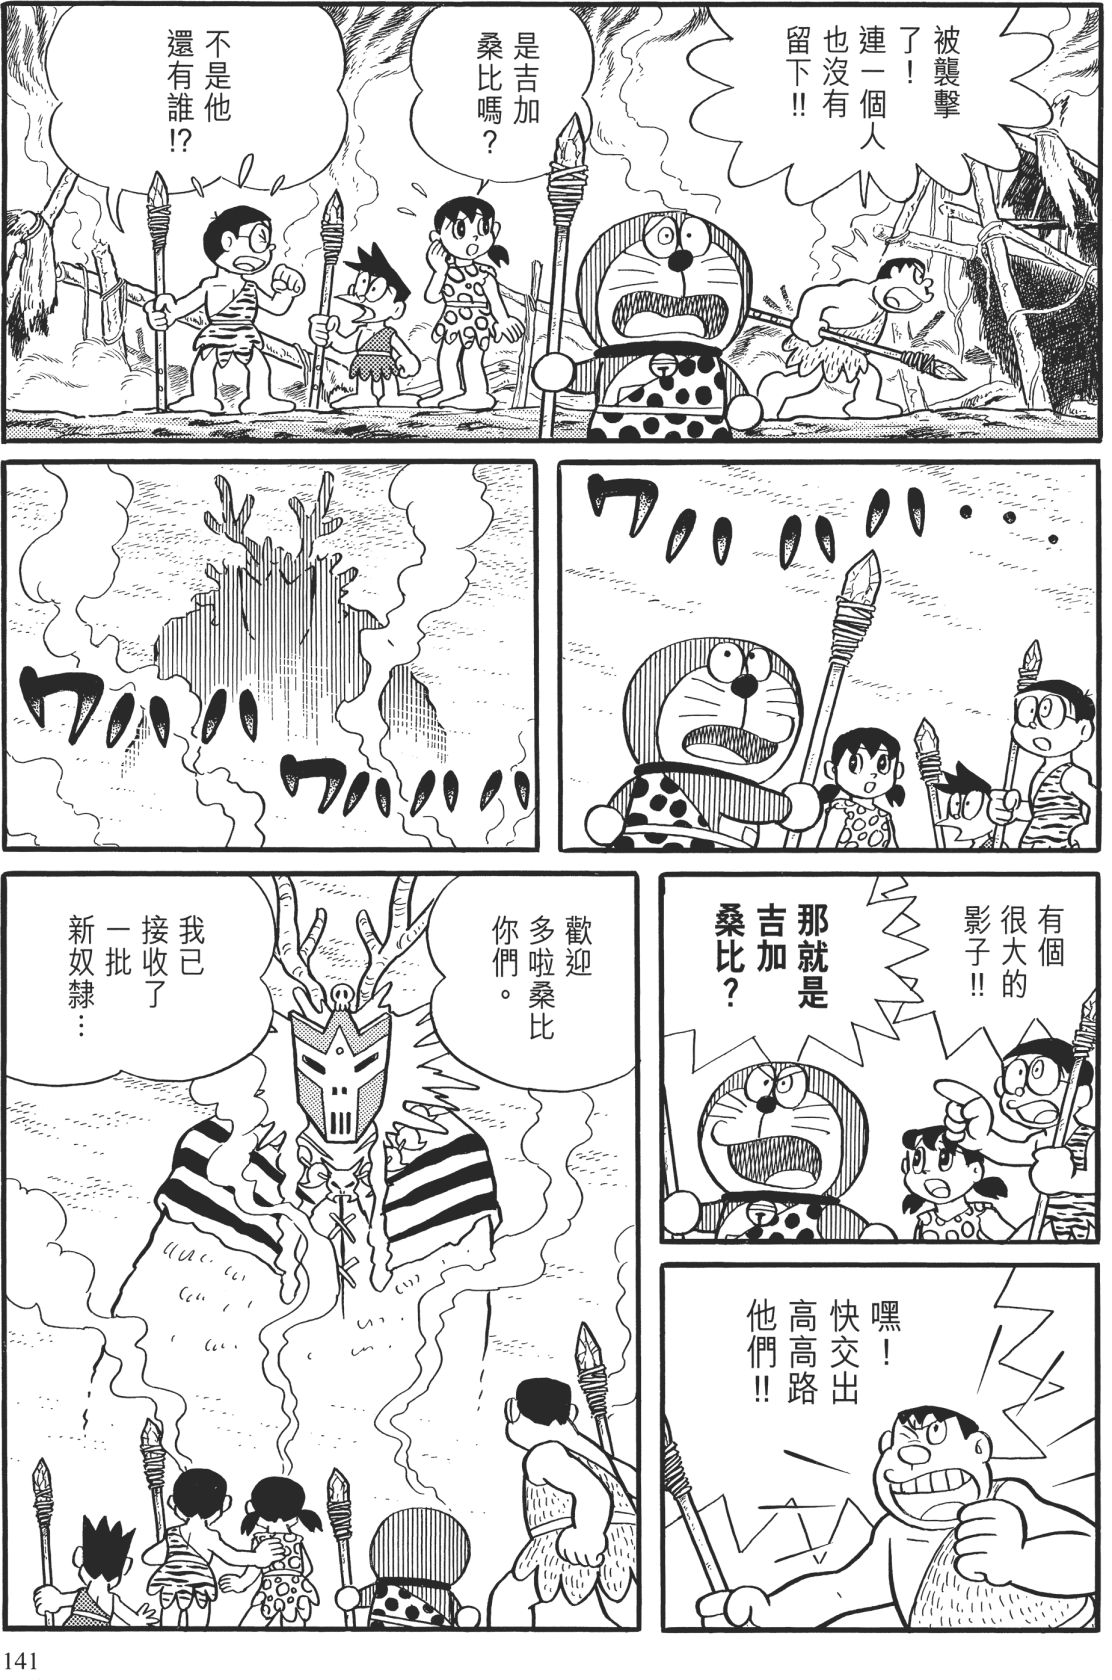 被襲擊
了！
連一個人
也沒有
留下!!
是吉加
桑比嗎？
不是他
還有誰!?
ワハハハ…
ワハハ
ワハハハ
有個
很大的
影子!!
那就是
吉加
桑比？
嘿！
快交出
高高路
他們!!
歡迎
多啦桑比
你們。
我已
接收了
一批
新奴隸…
141